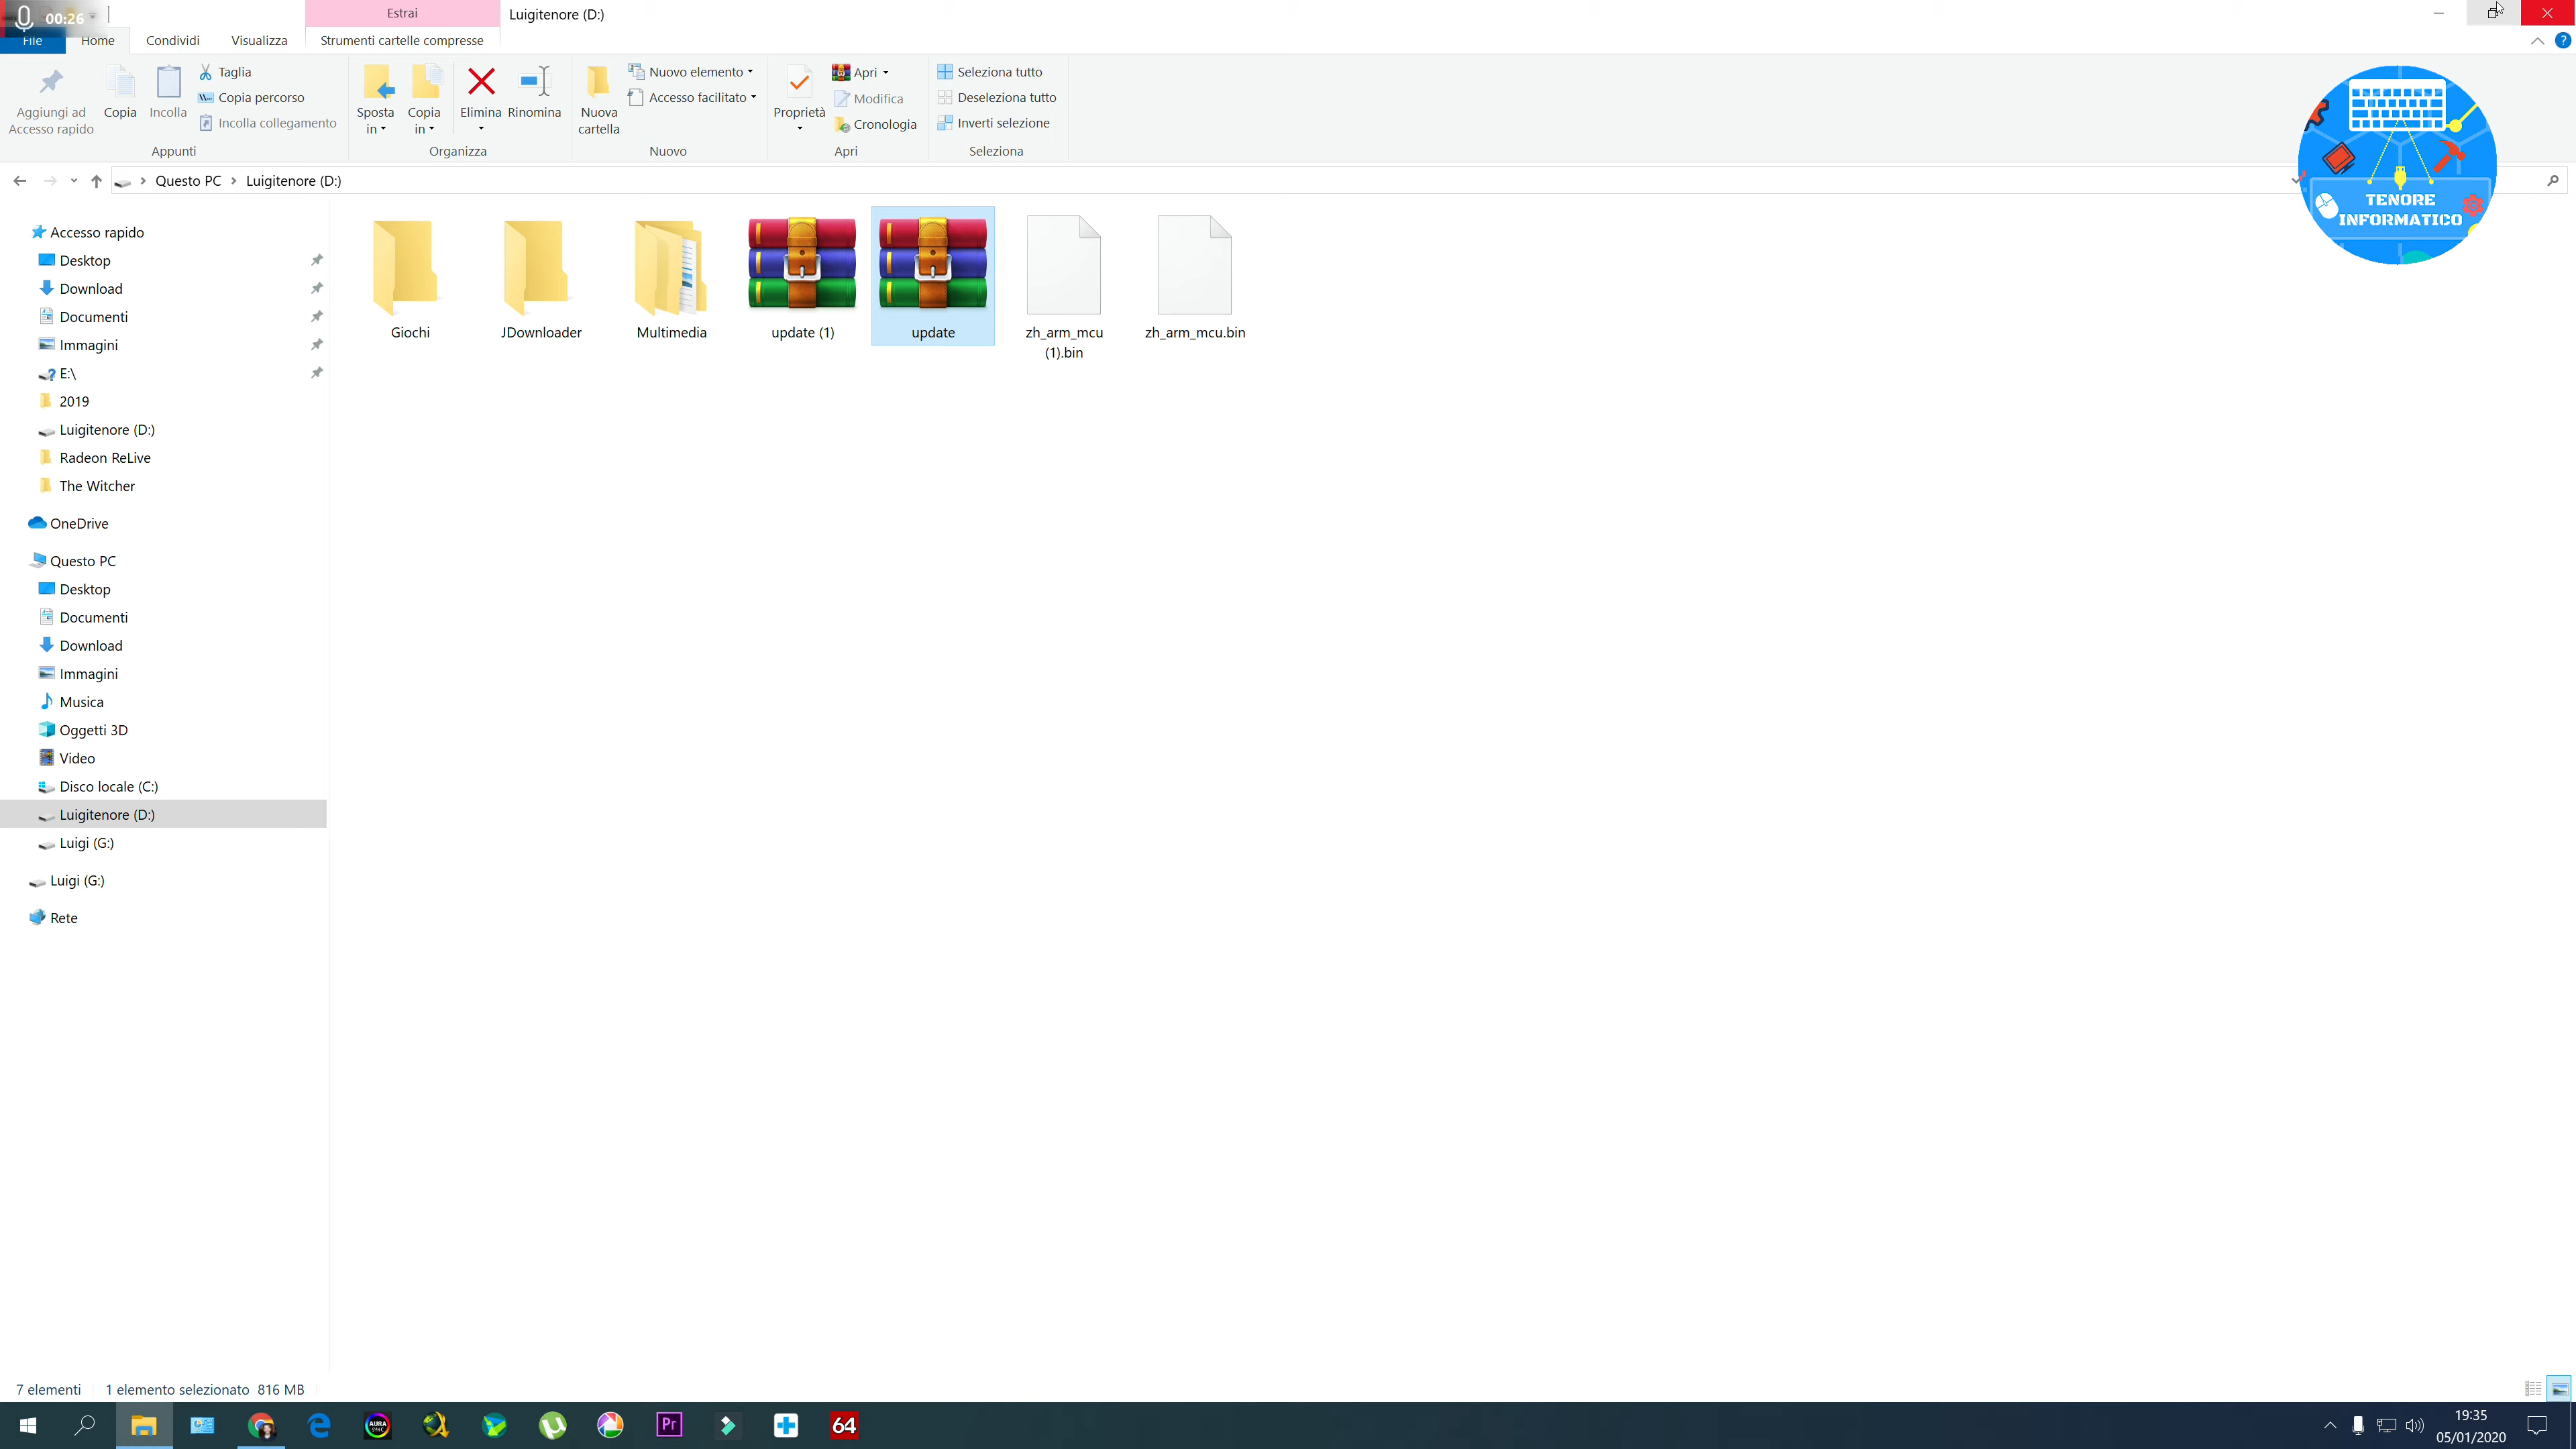 00:26
Estrai
Luigitenore (D:)
File
Home
Condividi
Visualizza
Strumenti cartelle compresse
Aggiungi ad
Accesso rapido
Copia
Incolla
Taglia
Copia percorso
Incolla collegamento
Appunti
Sposta
in
Copia
in
Elimina
Rinomina
Organizza
Nuova
cartella
Nuovo elemento
Accesso facilitato
Nuovo
Proprietà
Apri
Modifica
Cronologia
Apri
Seleziona tutto
Deseleziona tutto
Inverti selezione
Seleziona
Questo PC
Luigitenore (D:)
TENORE
INFORMATICO
Accesso rapido
Desktop
Download
Documenti
Immagini
E:\
2019
Luigitenore (D:)
Radeon ReLive
The Witcher
OneDrive
Questo PC
Desktop
Documenti
Download
Immagini
Musica
Oggetti 3D
Video
Disco locale (C:)
Luigitenore (D:)
Luigi (G:)
Luigi (G:)
Rete
Giochi
JDownloader
Multimedia
update (1)
update
zh_arm_mcu
(1).bin
zh_arm_mcu.bin
7 elementi
1 elemento selezionato 816 MB
AURA
SYNC
Pr
64
19:35
05/01/2020